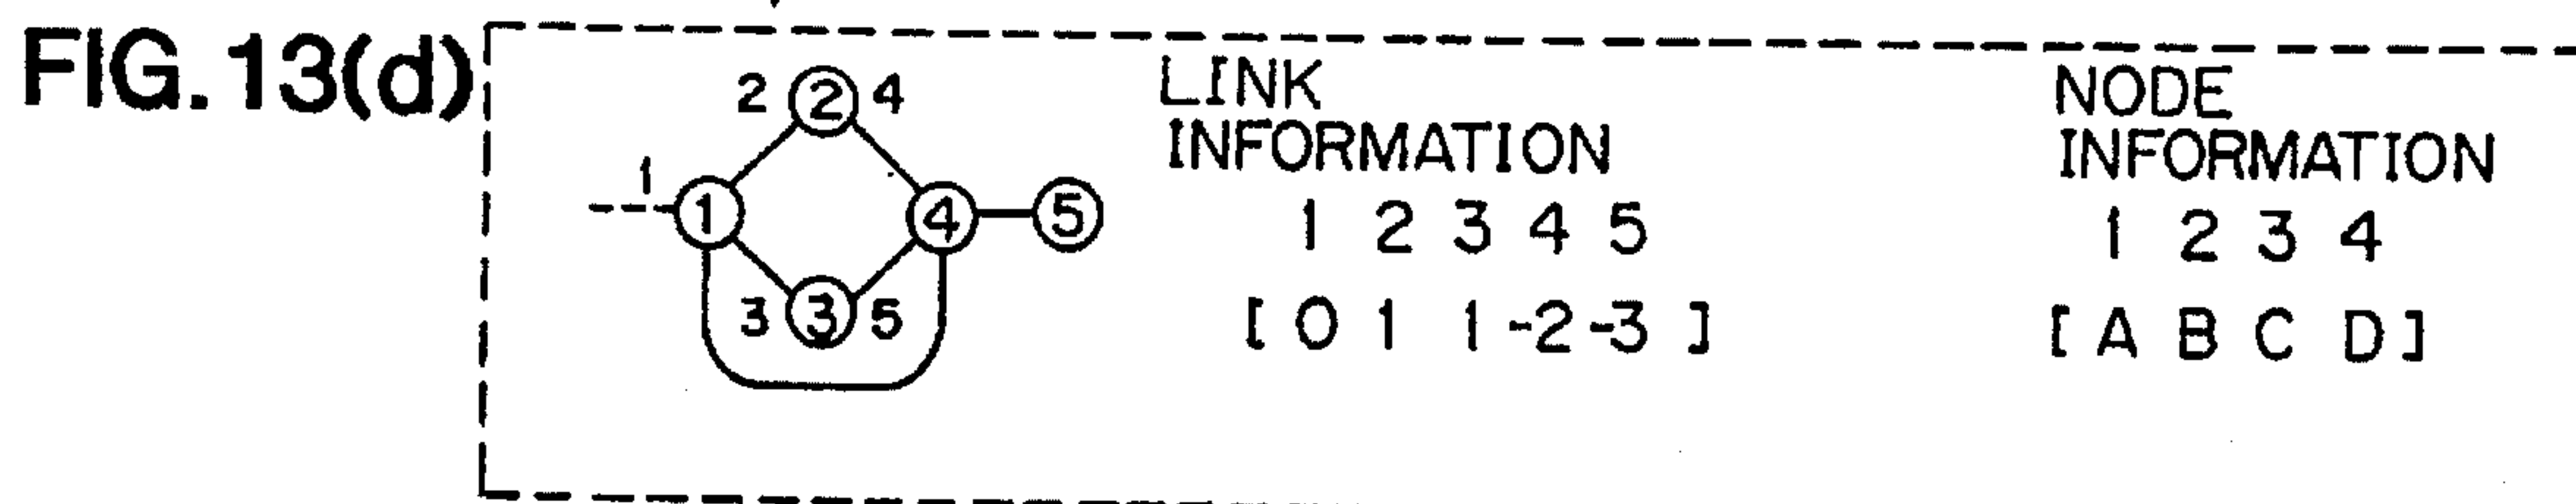 FIG. 13(d)
2 ② 4
1
① ④ ⑤
3 ③ 5
LINK
INFORMATION
1 2 3 4 5
[ 0 1 1 -2 -3 ]
NODE
INFORMATION
1 2 3 4
[ A B C D ]